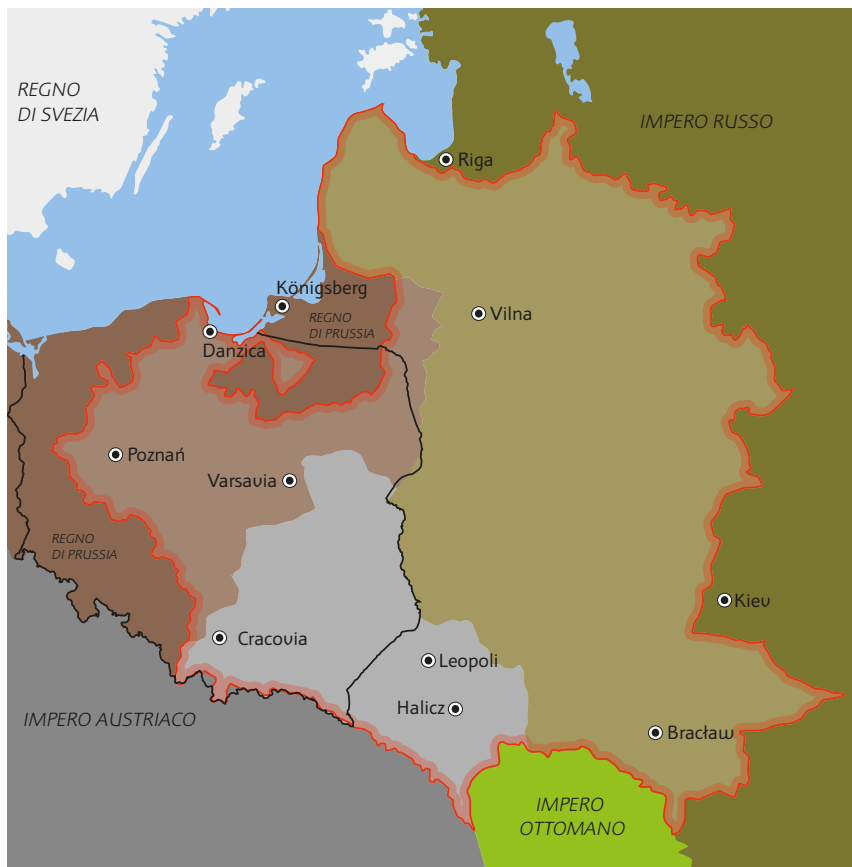 REGNO
DI SVEZIA
IMPERO RUSSO
Riga
Königsberg
REGNO
DI PRUSSIA
Vilna
Danzica
Poznań
Varsavia
REGNO
DI PRUSSIA
Kiev
Cracovia
Leopoli
Halicz
IMPERO AUSTRIACO
Bracław
IMPERO
OTTOMANO